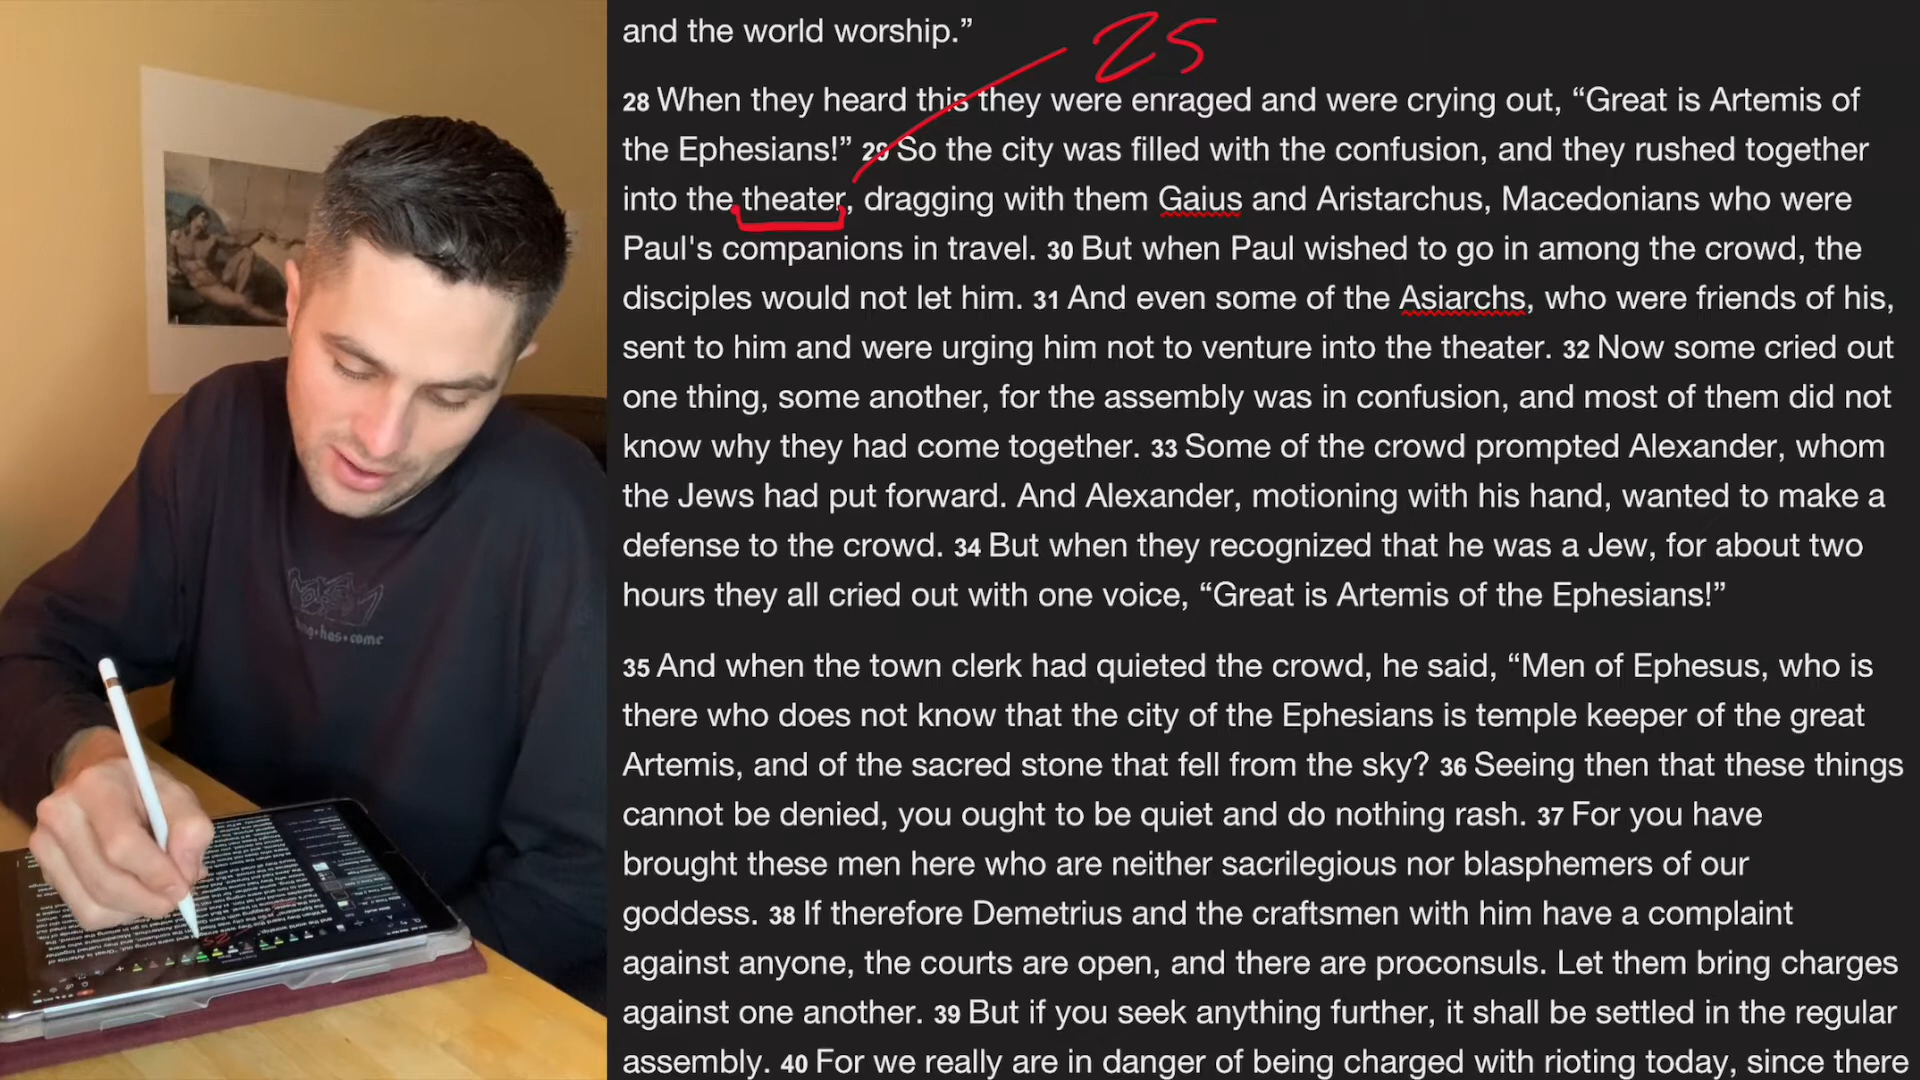 and the world worship.”
25
28 When they heard this they were enraged and were crying out, “Great is Artemis of
the Ephesians!” 29 So the city was filled with the confusion, and they rushed together
into the theater, dragging with them Gaius and Aristarchus, Macedonians who were
Paul's companions in travel. 30 But when Paul wished to go in among the crowd, the
disciples would not let him. 31 And even some of the Asiarchs, who were friends of his,
sent to him and were urging him not to venture into the theater. 32 Now some cried out
one thing, some another, for the assembly was in confusion, and most of them did not
know why they had come together. 33 Some of the crowd prompted Alexander, whom
the Jews had put forward. And Alexander, motioning with his hand, wanted to make a
defense to the crowd. 34 But when they recognized that he was a Jew, for about two
hours they all cried out with one voice, “Great is Artemis of the Ephesians!”
35 And when the town clerk had quieted the crowd, he said, “Men of Ephesus, who is
there who does not know that the city of the Ephesians is temple keeper of the great
Artemis, and of the sacred stone that fell from the sky? 36 Seeing then that these things
cannot be denied, you ought to be quiet and do nothing rash. 37 For you have
brought these men here who are neither sacrilegious nor blasphemers of our
goddess. 38 If therefore Demetrius and the craftsmen with him have a complaint
against anyone, the courts are open, and there are proconsuls. Let them bring charges
against one another. 39 But if you seek anything further, it shall be settled in the regular
assembly. 40 For we really are in danger of being charged with rioting today, since there
has•come